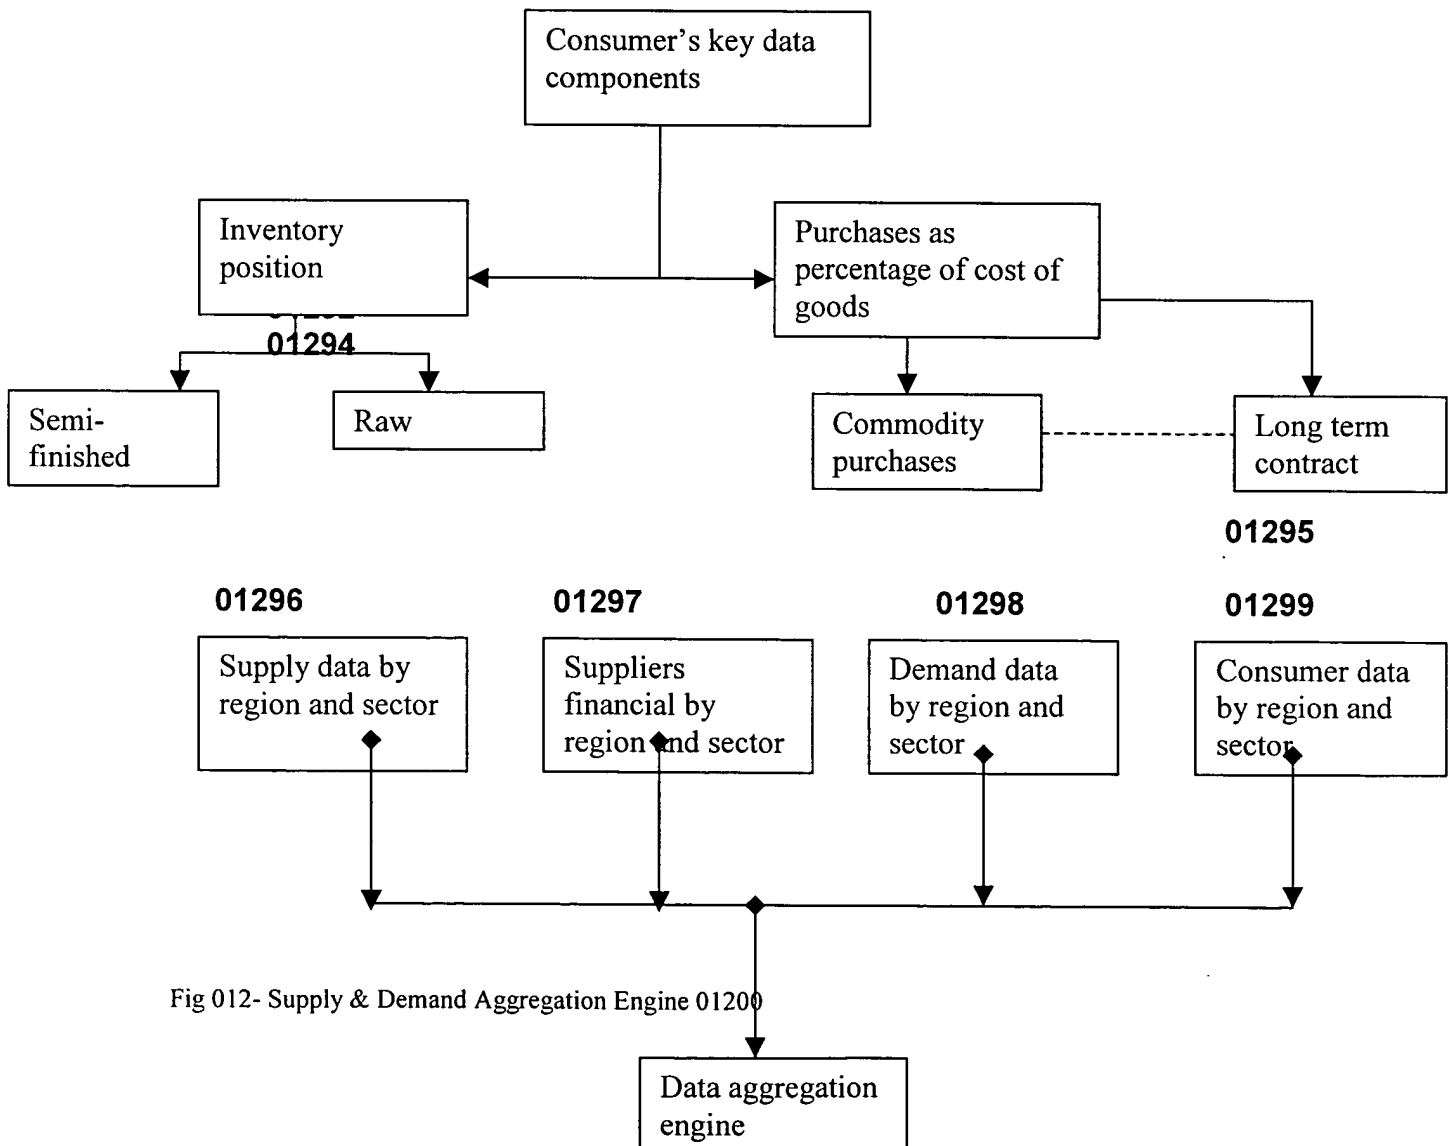 Consumer's key data
components
Inventory
position
Purchases as
percentage of cost of
goods
01294
Semi-
finished
Raw
Commodity
purchases
Long term
contract
01295
01296
01297
01298
01299
Supply data by
region and sector
Suppliers
financial by
region and sector
Demand data
by region and
sector
Consumer data
by region and
sector
Fig 012- Supply & Demand Aggregation Engine 01200
Data aggregation
engine